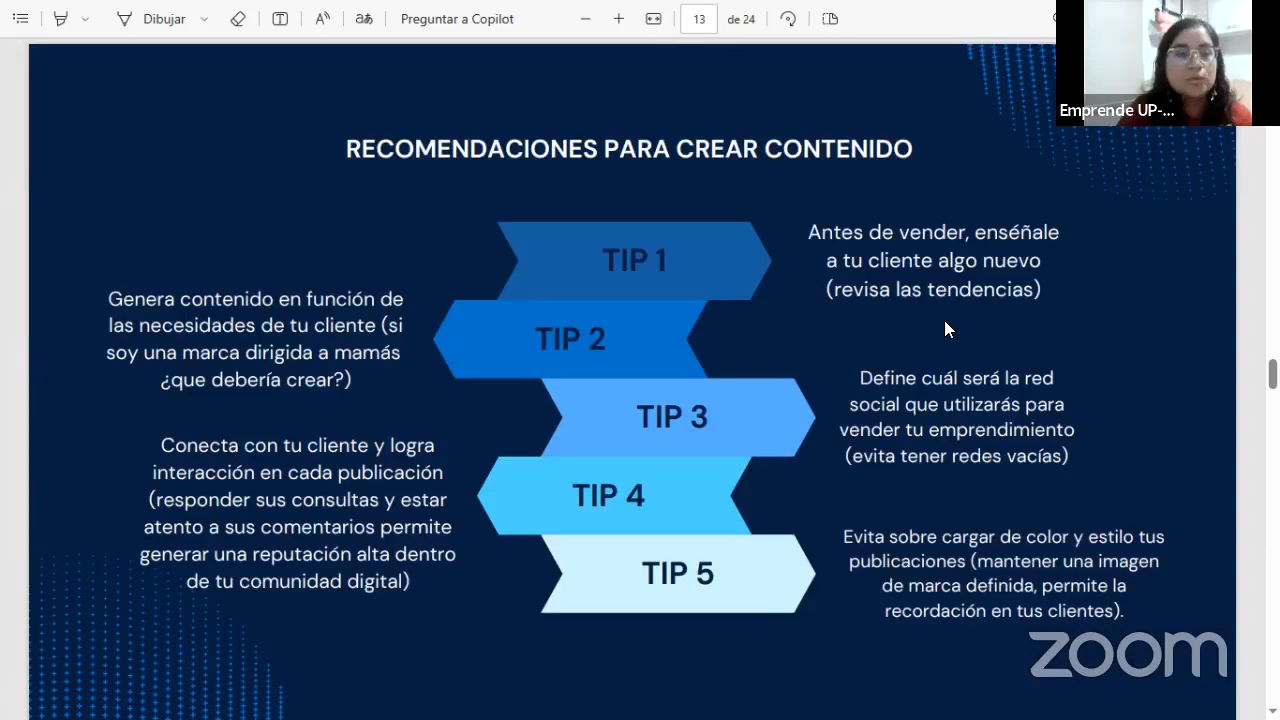 Dibujar
aあ
Preguntar a Copilot
13
de 24
Emprende UP-...
RECOMENDACIONES PARA CREAR CONTENIDO
TIP 1
Antes de vender, enséñale
a tu cliente algo nuevo
(revisa las tendencias)
Genera contenido en función de
las necesidades de tu cliente (si
soy una marca dirigida a mamás
¿que debería crear?)
TIP 2
TIP 3
Define cuál será la red
social que utilizarás para
vender tu emprendimiento
(evita tener redes vacías)
Conecta con tu cliente y logra
interacción en cada publicación
(responder sus consultas y estar
atento a sus comentarios permite
generar una reputación alta dentro
de tu comunidad digital)
TIP 4
TIP 5
Evita sobre cargar de color y estilo tus
publicaciones (mantener una imagen
de marca definida, permite la
recordación en tus clientes).
zoom